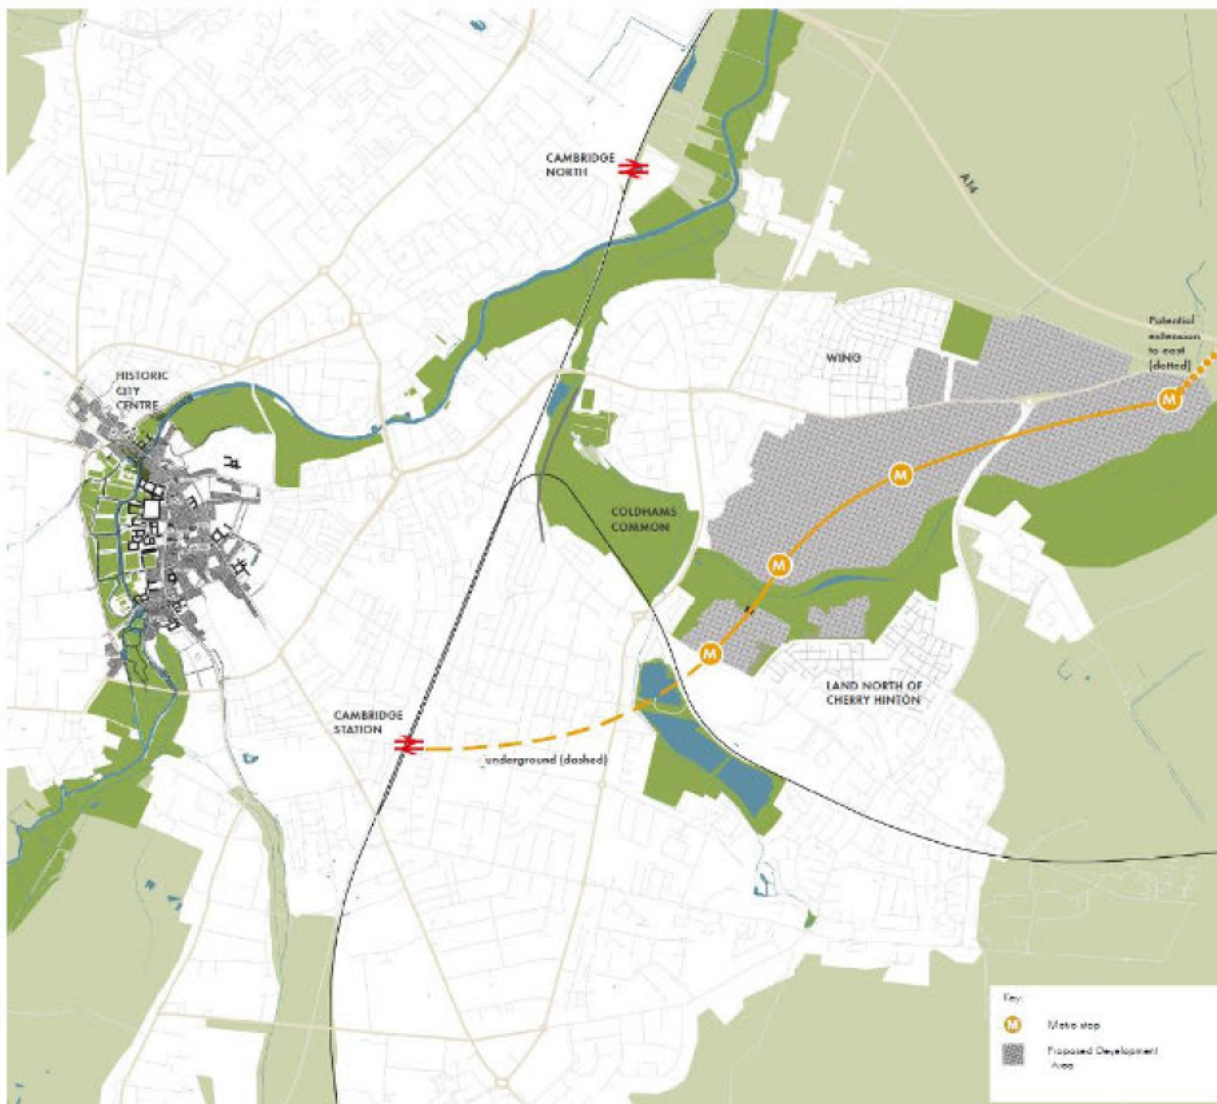 CAMBRIDGE
NORTH
A14
Potential
extension
to east
(dotted)
WING
HISTORIC
CITY
CENTRE
M
M
COLDHAMS
COMMON
M
M
LAND NORTH OF
CHERRY HINTON
CAMBRIDGE
STATION
underground (dashed)
Key:
M Metro stop
Proposed Development
Area